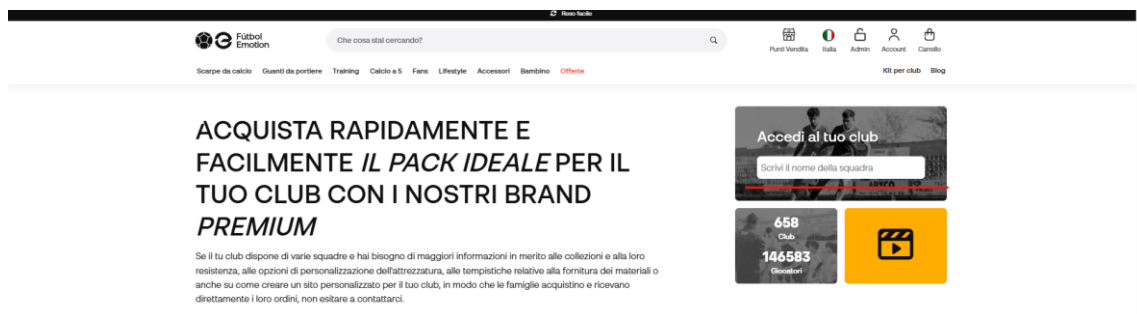 Reso facile
Fútbol
Emotion
Che cosa stai cercando?
Punti Vendita
Italia
Admin
Account
Carrello
Scarpe da calcio
Guanti da portiere
Training
Calcio a 5
Fans
Lifestyle
Accessori
Bambino
Offerte
Kit per club
Blog
ACQUISTA RAPIDAMENTE E
FACILMENTE IL PACK IDEALE PER IL
TUO CLUB CON I NOSTRI BRAND
PREMIUM
Se il tu club dispone di varie squadre e hai bisogno di maggiori informazioni in merito alle collezioni e alla loro
resistenza, alle opzioni di personalizzazione dell'attrezzatura, alle tempistiche relative alla fornitura dei materiali o
anche su come creare un sito personalizzato per il tuo club, in modo che le famiglie acquistino e ricevano
direttamente i loro ordini, non esitare a contattarci.
Accedi al tuo club
Scrivi il nome della squadra
658
Club
146583
Giocatori